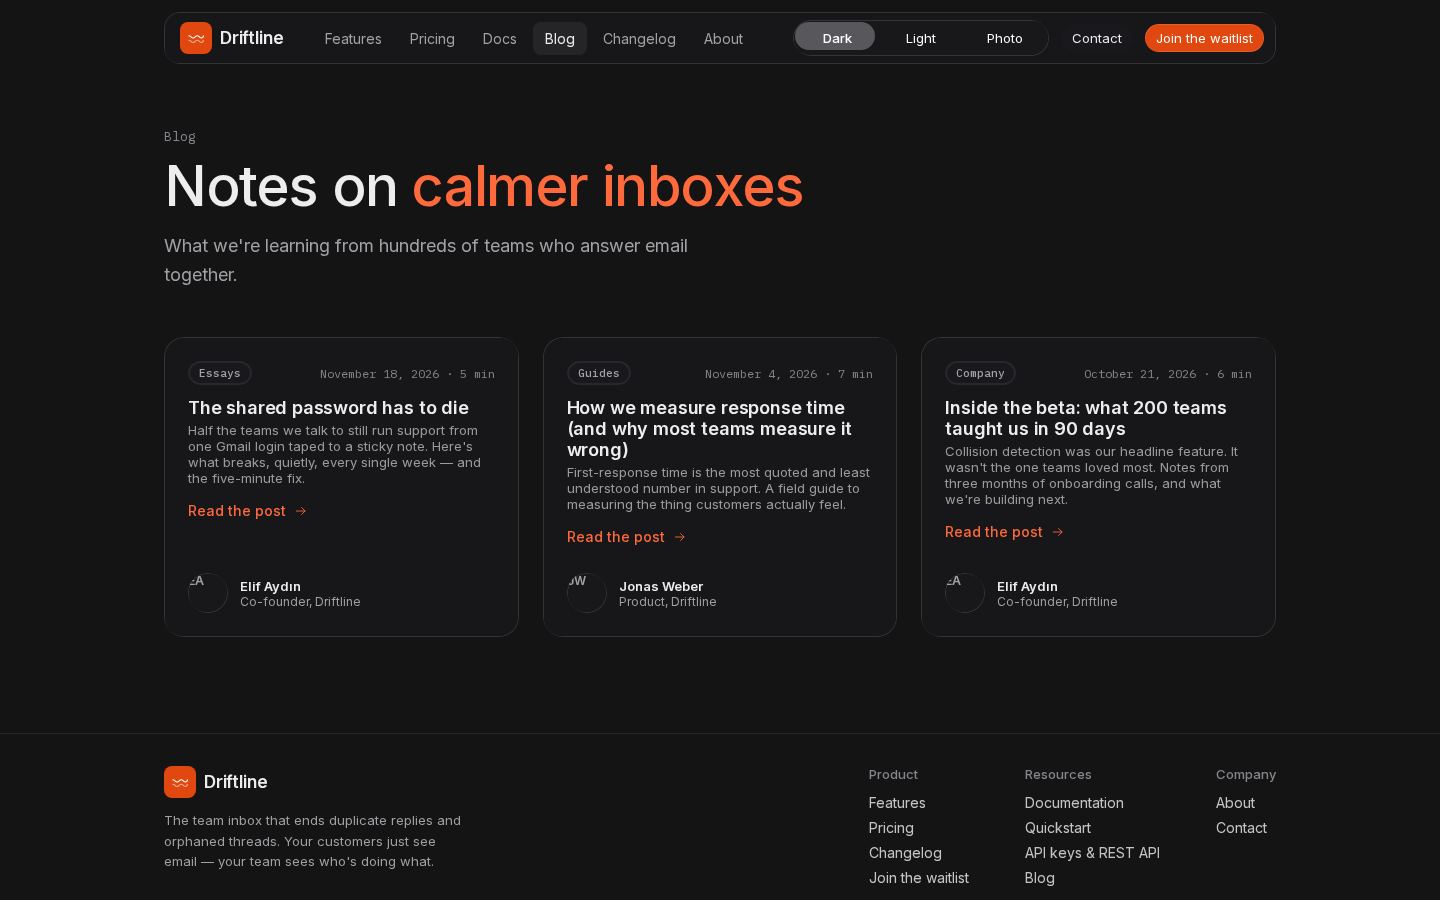 Driftline Features Pricing Docs Blog Changelog About Dark Light Photo Contact Join the waitlist
Blog
Notes on calmer inboxes
What we're learning from hundreds of teams who answer email
together.
Essays November 18, 2026 · 5 min
The shared password has to die
Half the teams we talk to still run support from
one Gmail login taped to a sticky note. Here's
what breaks, quietly, every single week — and
the five-minute fix.
Read the post →
Elif Aydın
Co-founder, Driftline
Guides November 4, 2026 · 7 min
How we measure response time
(and why most teams measure it
wrong)
First-response time is the most quoted and least
understood number in support. A field guide to
measuring the thing customers actually feel.
Read the post →
Jonas Weber
Product, Driftline
Company October 21, 2026 · 6 min
Inside the beta: what 200 teams
taught us in 90 days
Collision detection was our headline feature. It
wasn't the one teams loved most. Notes from
three months of onboarding calls, and what
we're building next.
Read the post →
Elif Aydın
Co-founder, Driftline
Driftline
The team inbox that ends duplicate replies and
orphaned threads. Your customers just see
email — your team sees who's doing what.
Product
Features
Pricing
Changelog
Join the waitlist
Resources
Documentation
Quickstart
API keys & REST API
Blog
Company
About
Contact